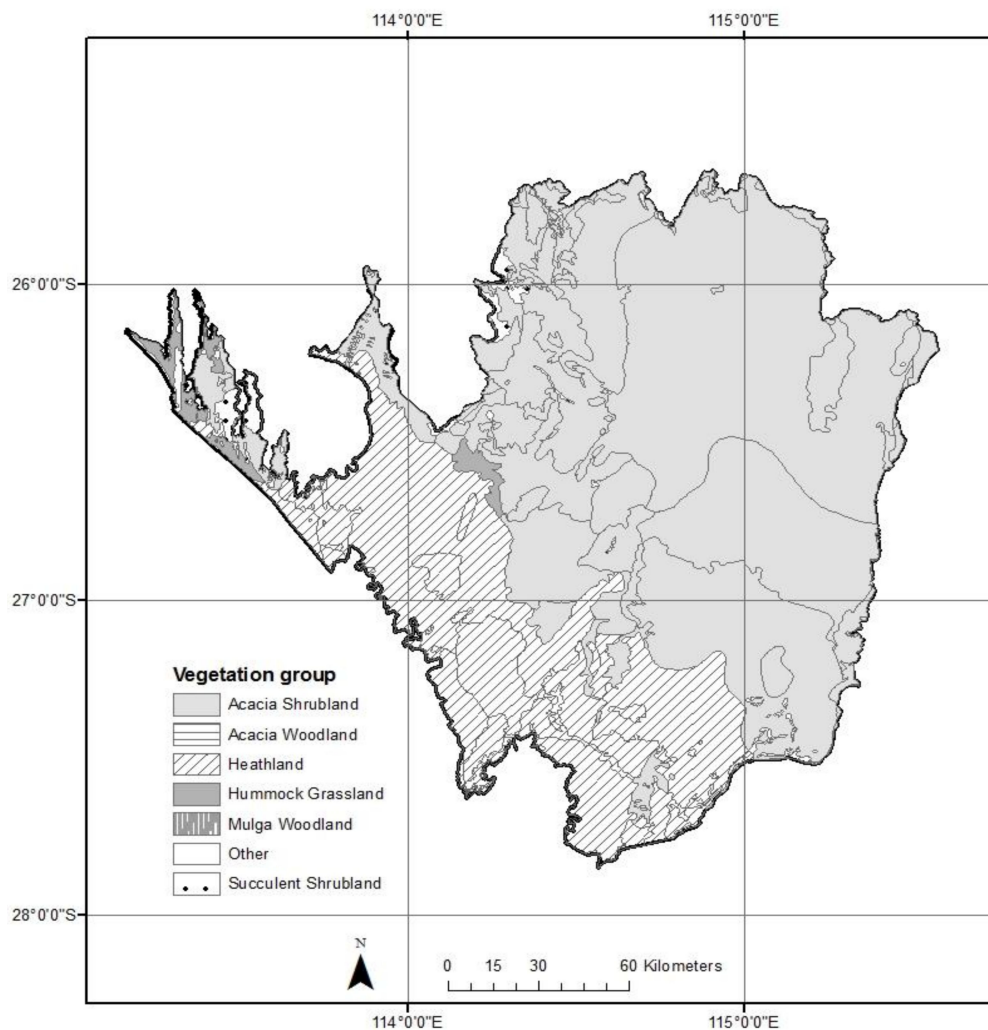 114°0'0"E 115°0'0"E
26°0'0"S
27°0'0"S
28°0'0"S
Vegetation group
Acacia Shrubland
Acacia Woodland
Heathland
Hummock Grassland
Mulga Woodland
Other
Succulent Shrubland
N
0 15 30 60 Kilometers
114°0'0"E 115°0'0"E